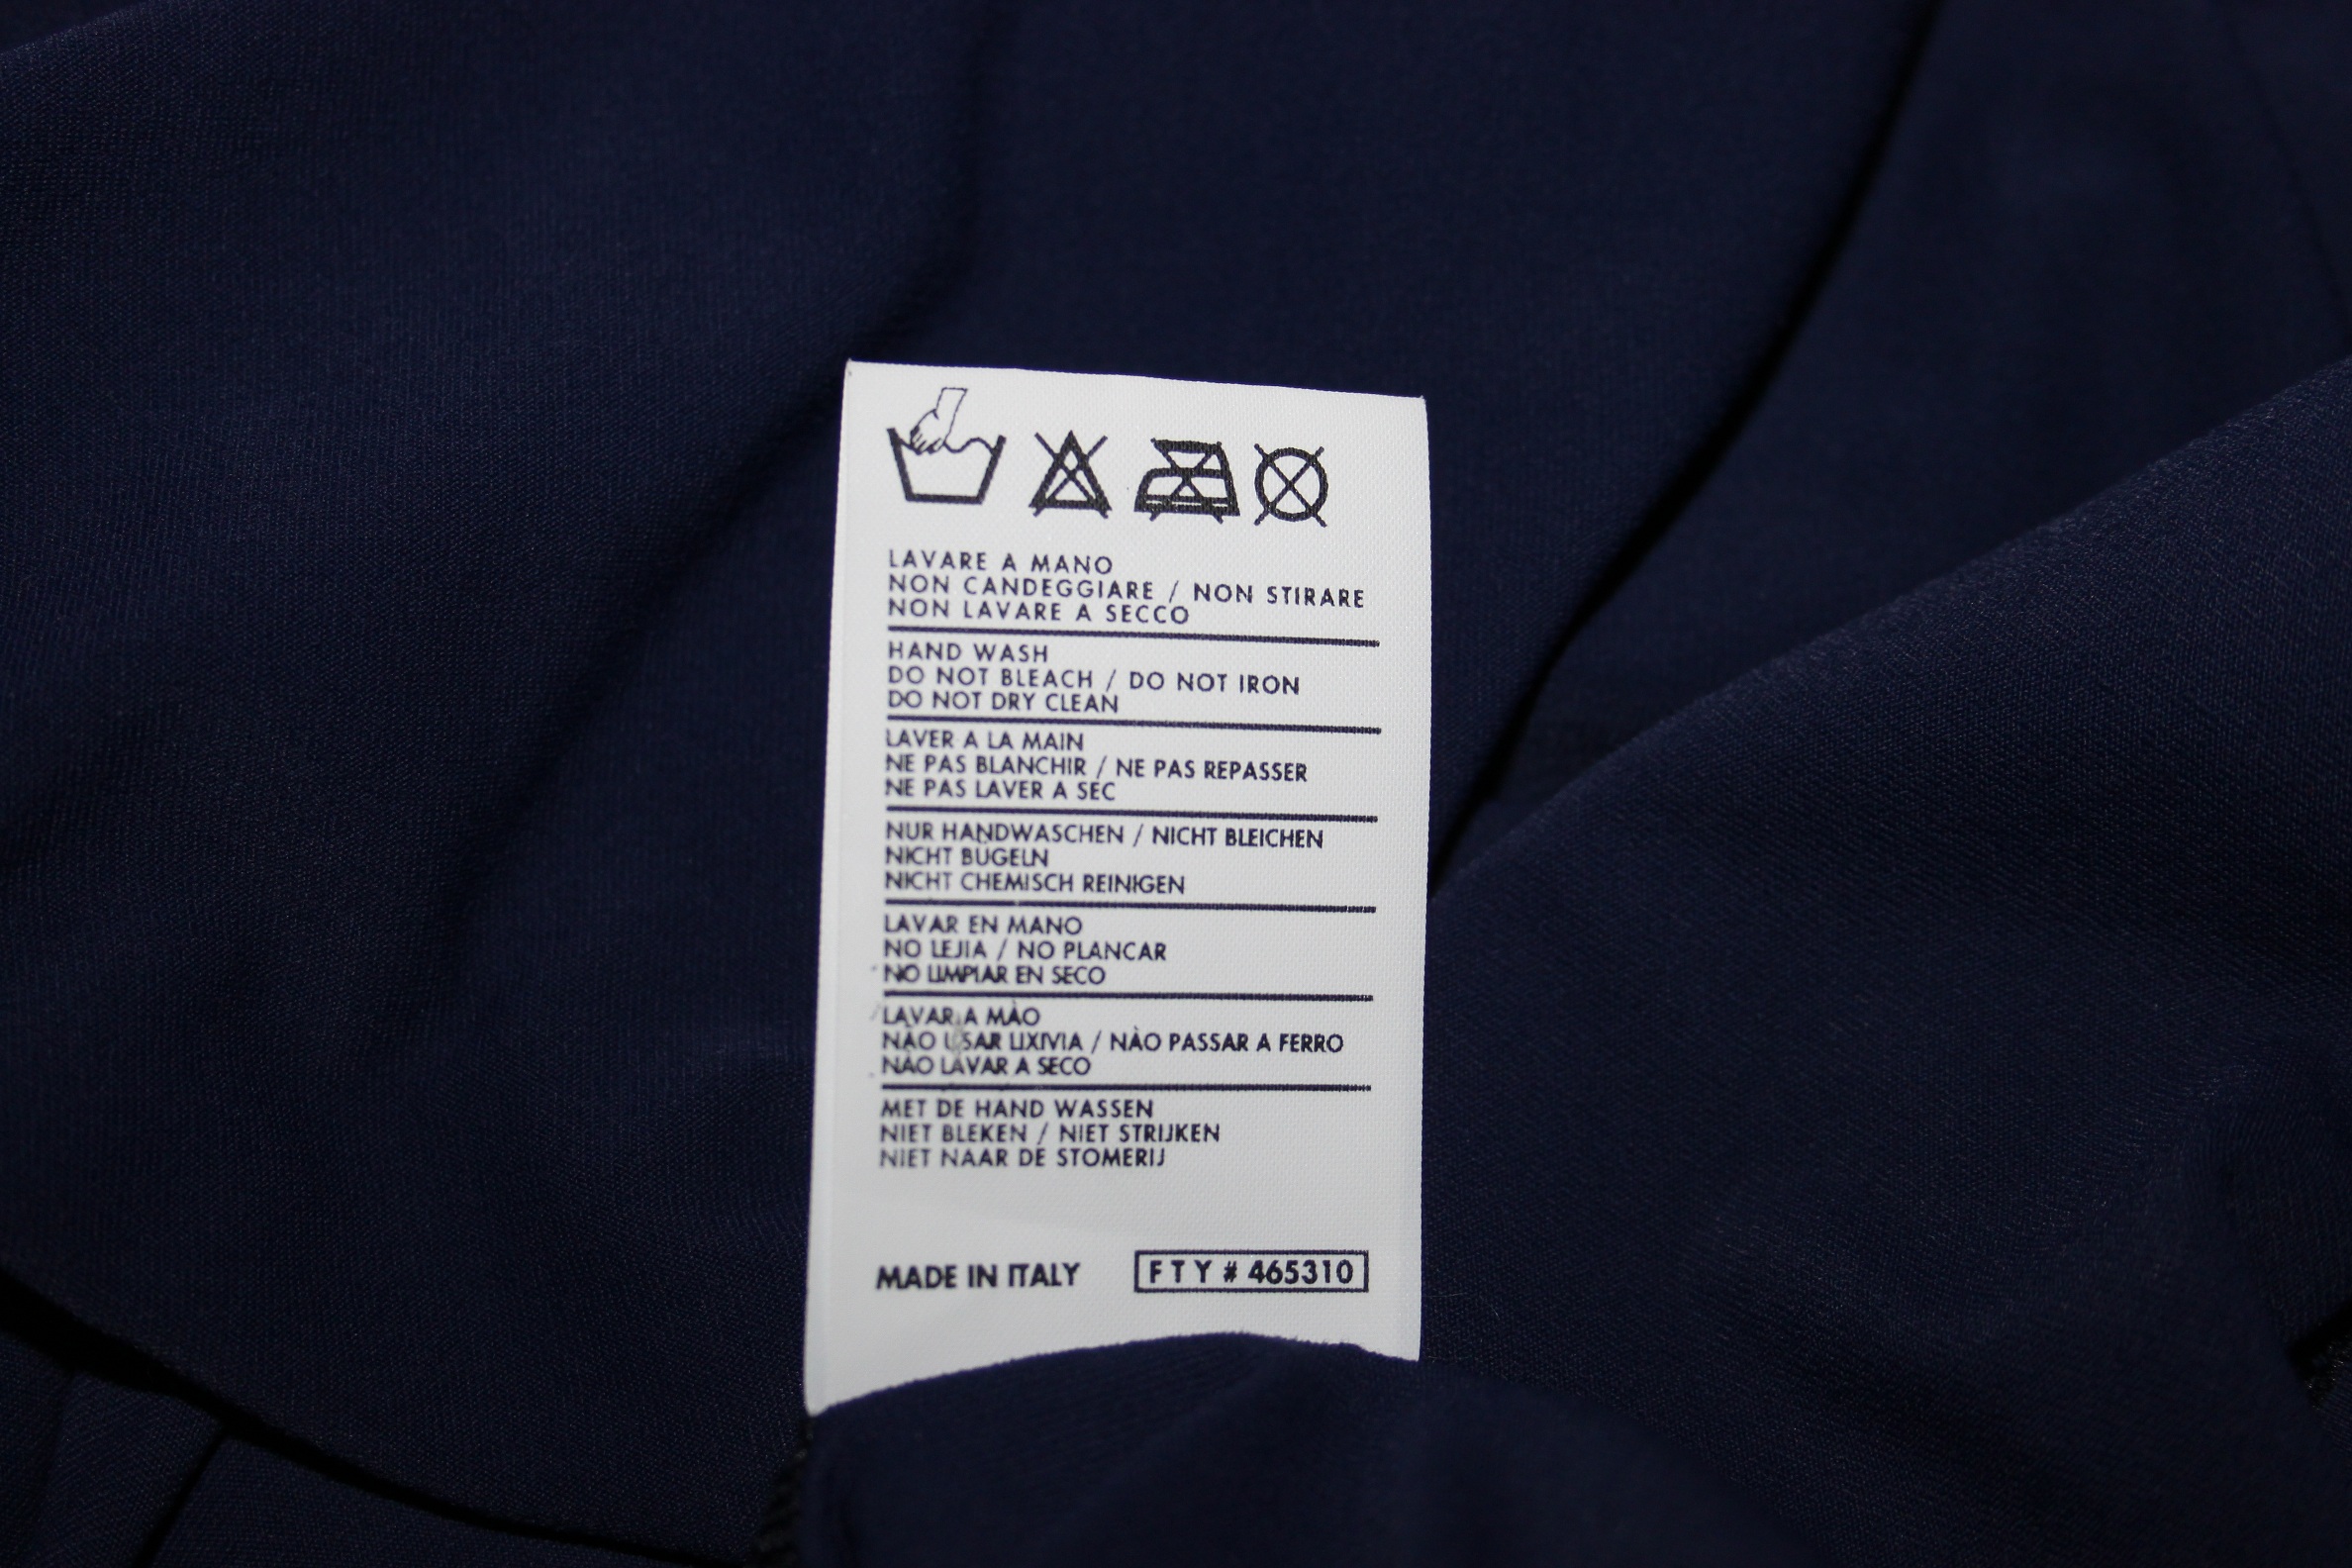 LAVARE A MANO
NON CANDEGGIARE / NON STIRARE
NON LAVARE A SECCO
HAND WASH
DO NOT BLEACH / DO NOT IRON
DO NOT DRY CLEAN
LAVER A LA MAIN
NE PAS BLANCHIR / NE PAS REPASSER
NE PAS LAVER A SEC
NUR HANDWASCHEN / NICHT BLEICHEN
NICHT BÜGELN
NICHT CHEMISCH REINIGEN
LAVAR EN MANO
NO LEJIA / NO PLANCAR
NO LIMPIAR EN SECO
LAVAR A MÀO
NÀO USAR LIXIVIA / NÀO PASSAR A FERRO
NÀO LAVAR A SECO
MET DE HAND WASSEN
NIET BLEKEN / NIET STRIJKEN
NIET NAAR DE STOMERIJ
MADE IN ITALY FTY # 465310